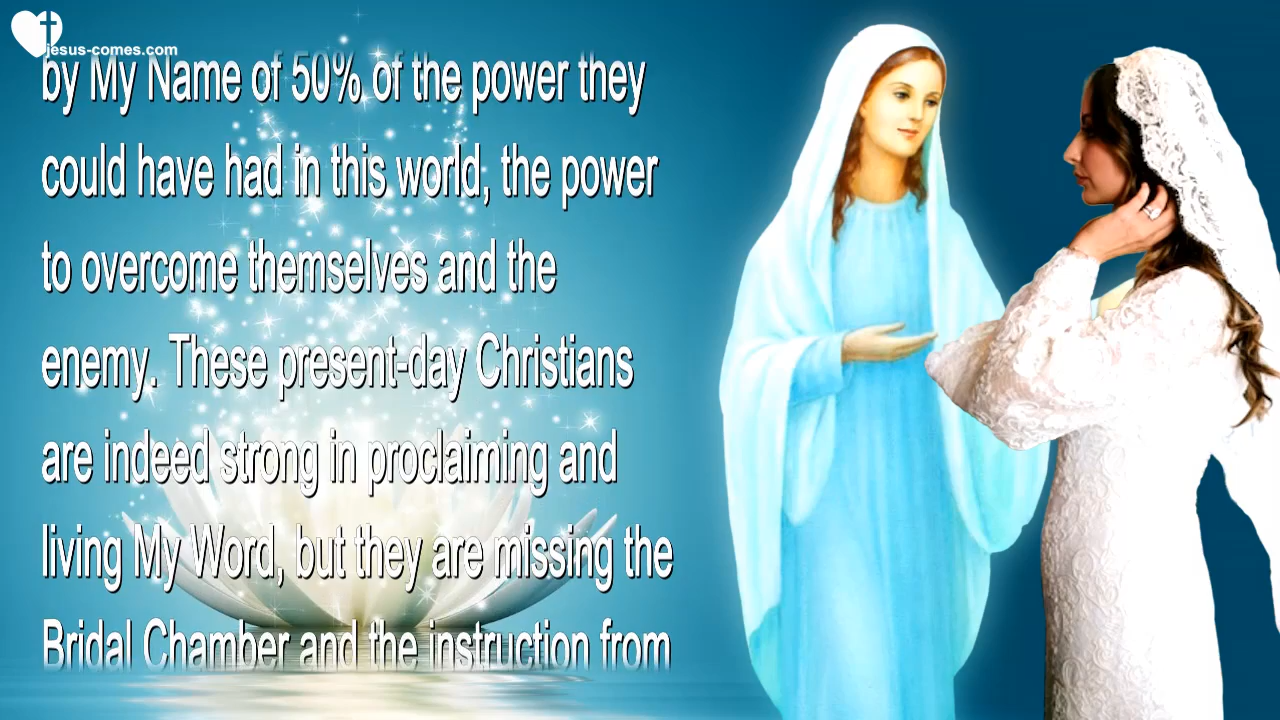 jesus-comes.com
by My Name of 50% of the power they
could have had in this world, the power
to overcome themselves and the
enemy. These present-day Christians
are indeed strong in proclaiming and
living My Word, but they are missing the
Bridal Chamber and the instruction from